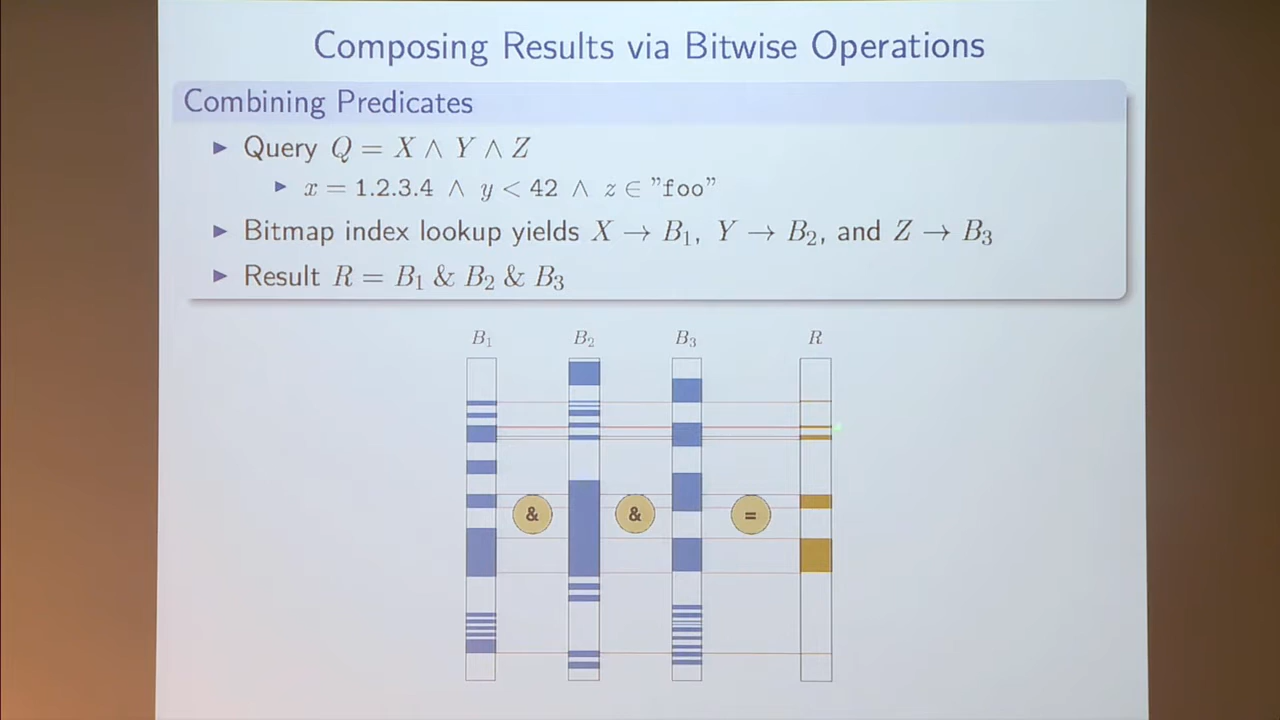 Composing Results via Bitwise Operations
Combining Predicates
▶ Query Q = X ∧ Y ∧ Z
▶ x = 1.2.3.4 ∧ y < 42 ∧ z ∈ ”foo”
▶ Bitmap index lookup yields X → B₁, Y → B₂, and Z → B₃
▶ Result R = B₁ & B₂ & B₃
B₁ B₂ B₃ R
& & =